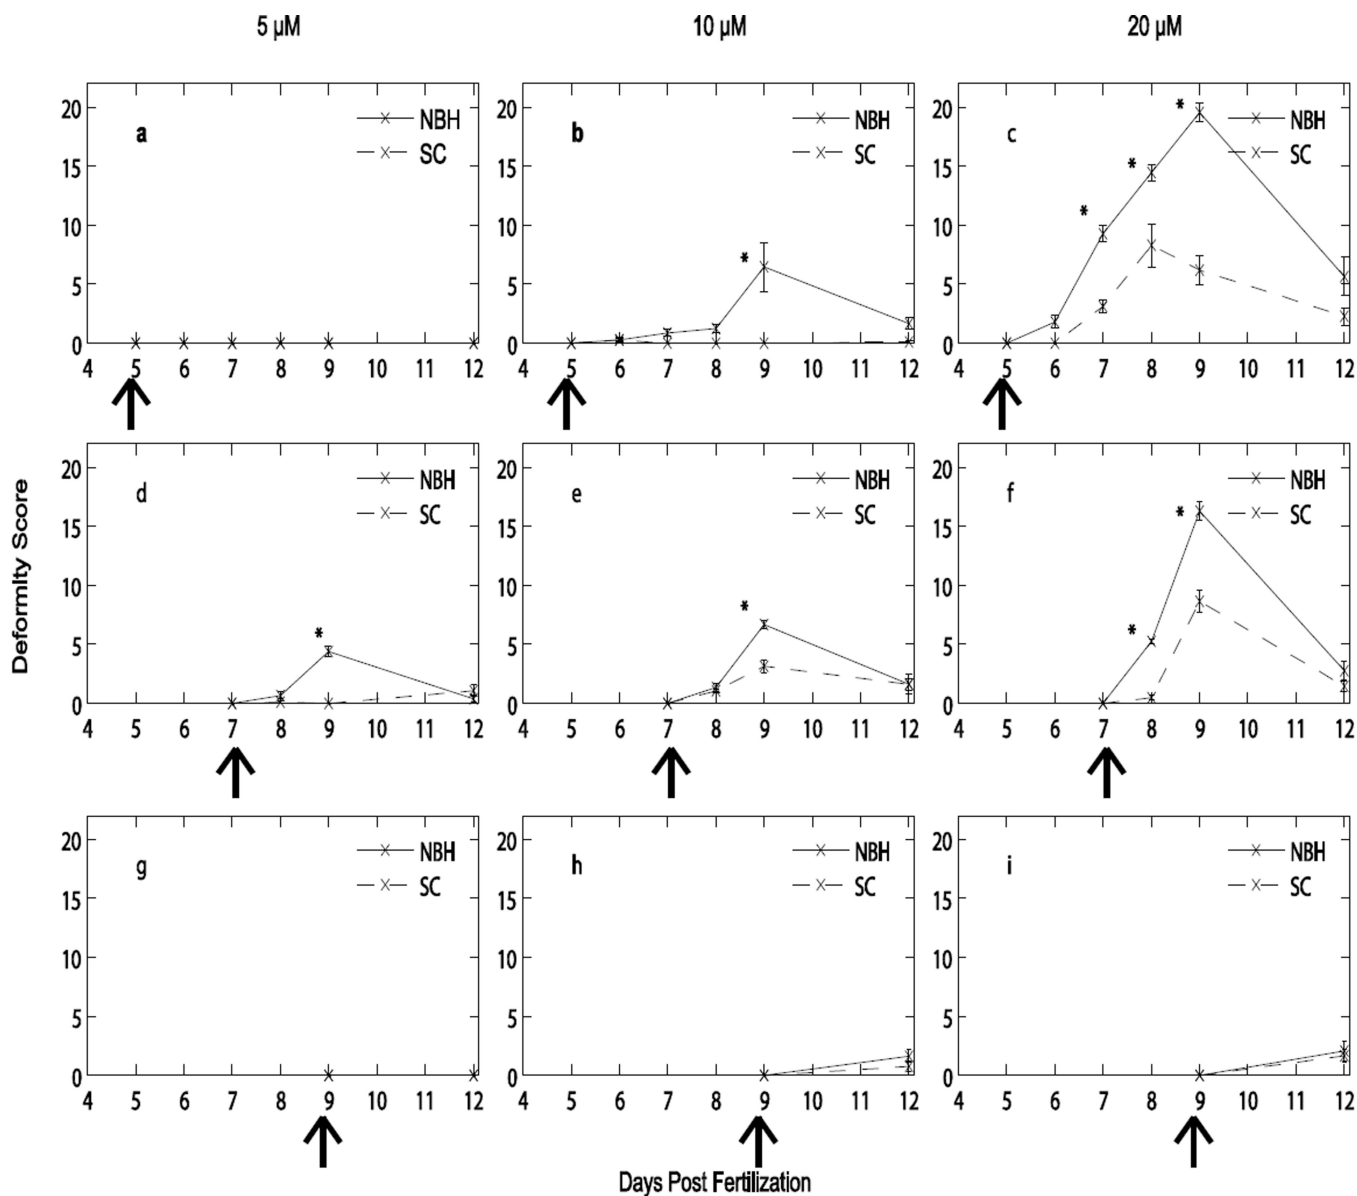 5 µM 10 µM 20 µM
20 15 10 5 0
a
NBH
SC
4 5 6 7 8 9 10 11 12
20 15 10 5 0
b
*
NBH
SC
4 5 6 7 8 9 10 11 12
20 15 10 5 0
c
* * *
NBH
SC
4 5 6 7 8 9 10 11 12
Deformity Score
20 15 10 5 0
d
*
NBH
SC
4 5 6 7 8 9 10 11 12
20 15 10 5 0
e
*
NBH
SC
4 5 6 7 8 9 10 11 12
20 15 10 5 0
f
* *
NBH
SC
4 5 6 7 8 9 10 11 12
20 15 10 5 0
g
NBH
SC
4 5 6 7 8 9 10 11 12
20 15 10 5 0
h
NBH
SC
4 5 6 7 8 9 10 11 12
20 15 10 5 0
i
NBH
SC
4 5 6 7 8 9 10 11 12
Days Post Fertilization